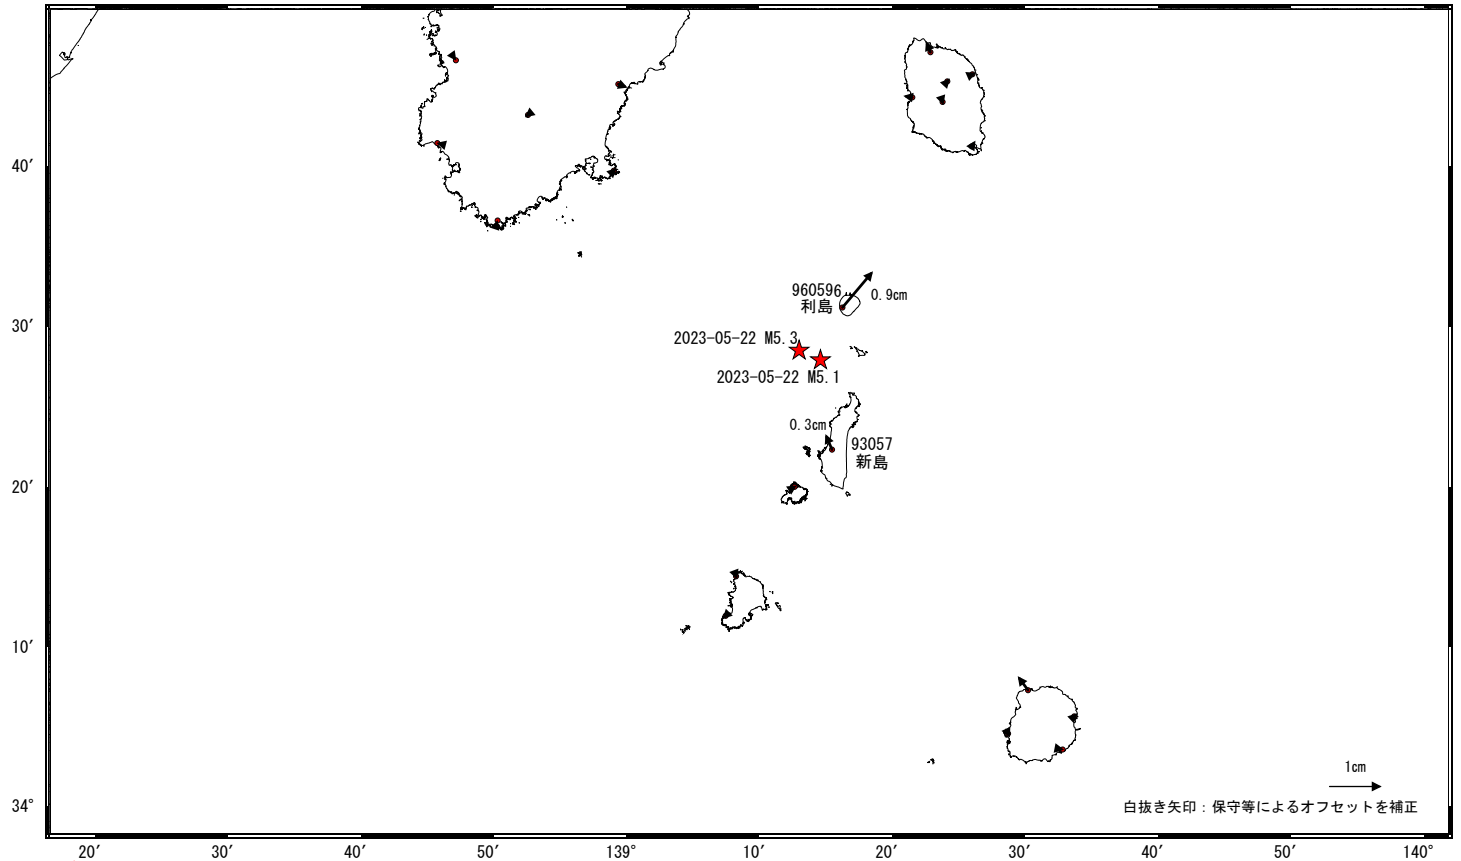 40′
960596
利島
0.9cm
30′
2023-05-22 M5.3
2023-05-22 M5.1
0.3cm
93057
新島
20′
10′
1cm
34°
白抜き矢印：保守等によるオフセットを補正
20′ 30′ 40′ 50′ 139° 10′ 20′ 30′ 40′ 50′ 140°